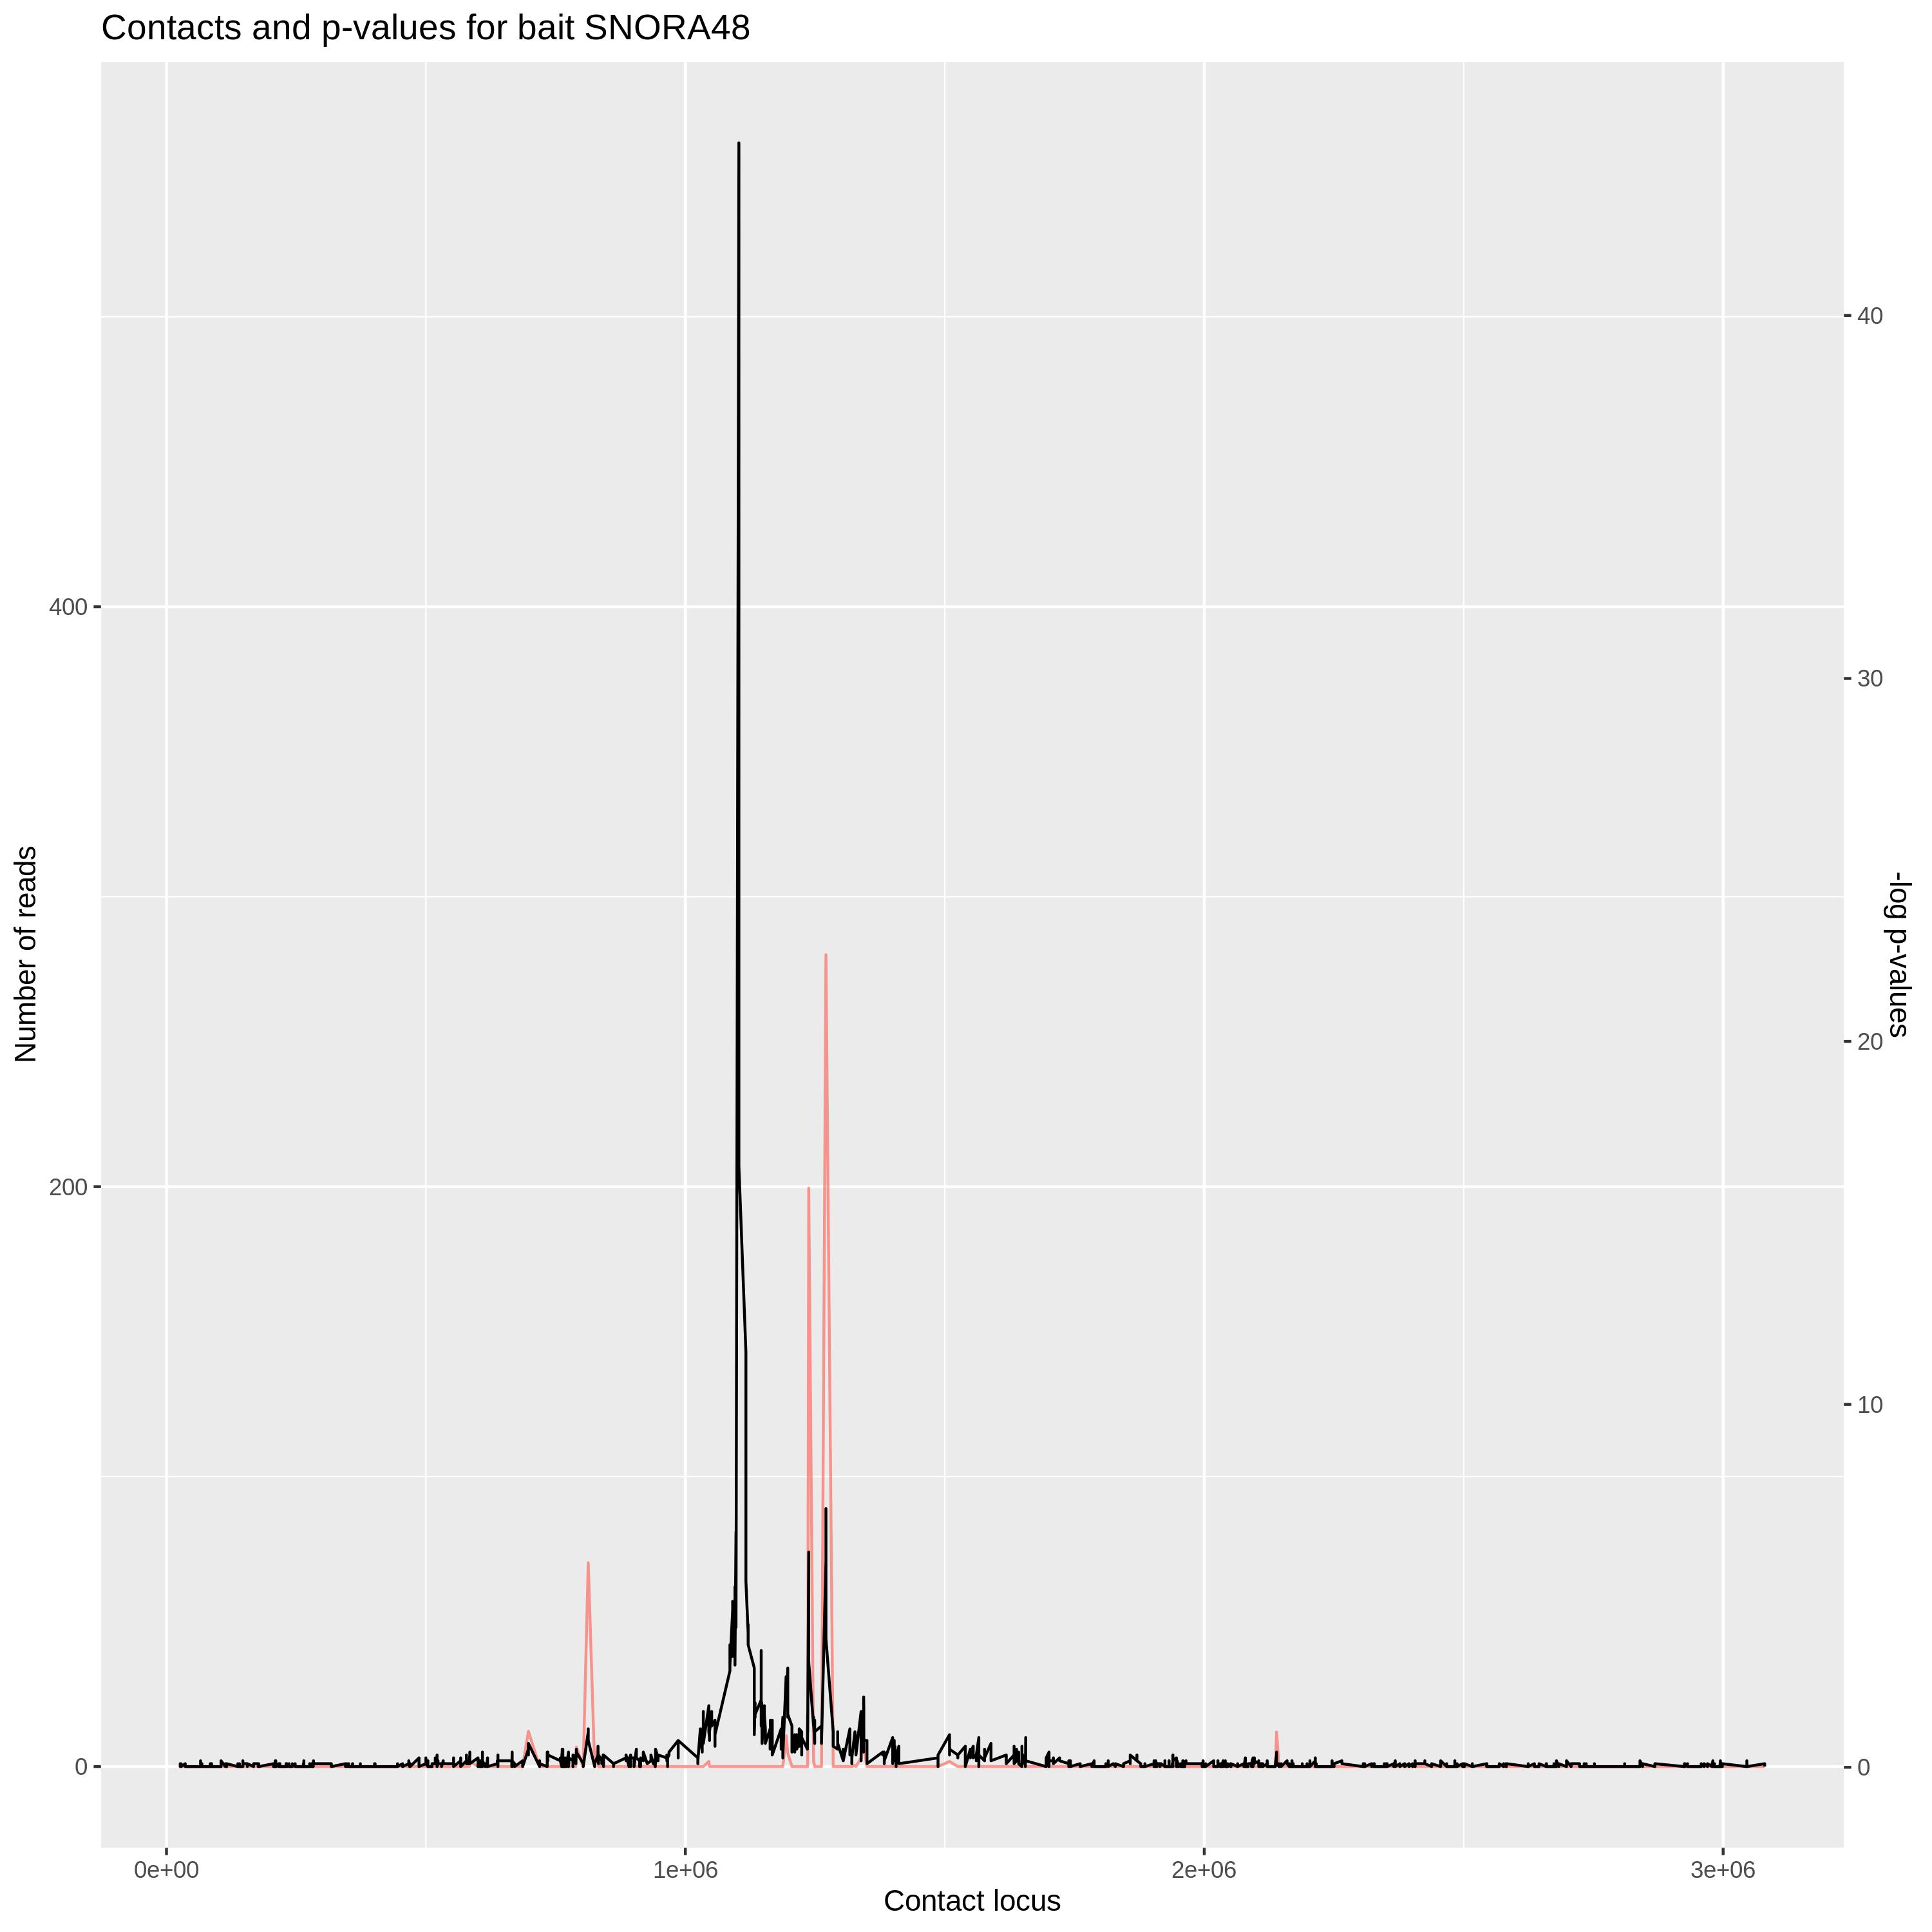 Contacts and p-values for bait SNORA48
Number of reads
400
200
0
40
30
20
10
0
-log p-values
0e+00 1e+06 2e+06 3e+06
Contact locus